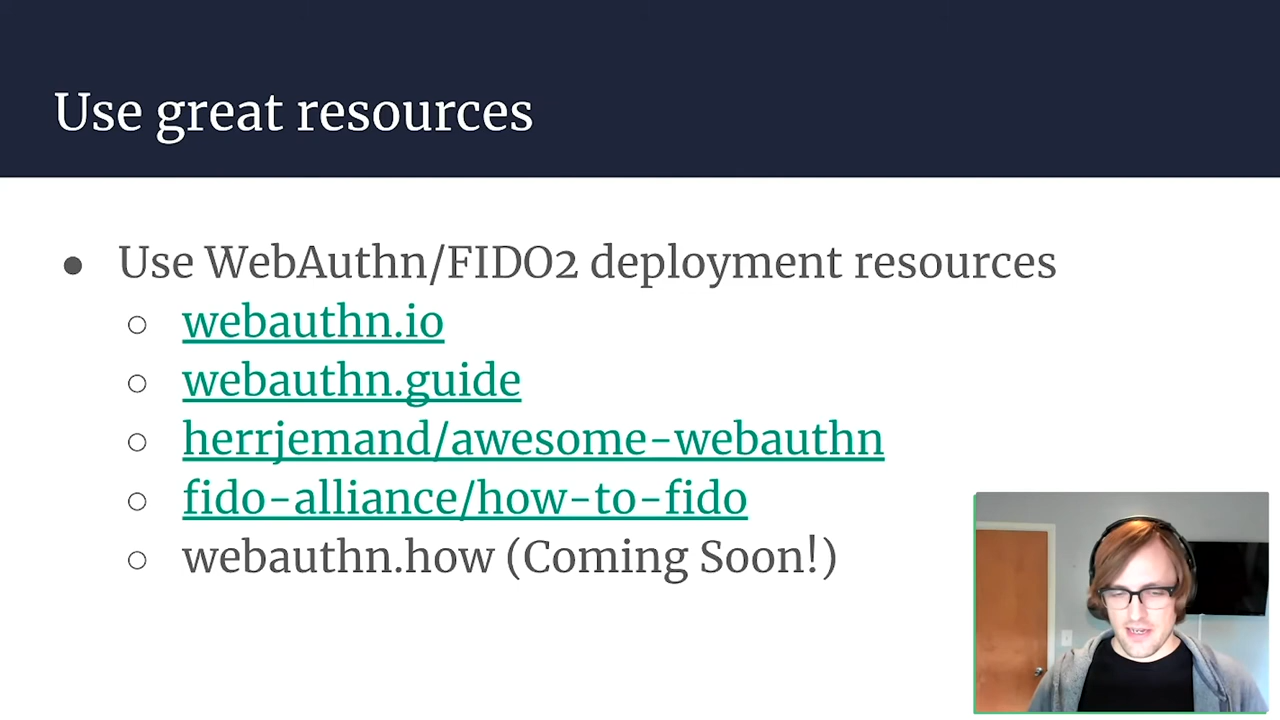 Use great resources
● Use WebAuthn/FIDO2 deployment resources
○ webauthn.io
○ webauthn.guide
○ herrjemand/awesome-webauthn
○ fido-alliance/how-to-fido
○ webauthn.how (Coming Soon!)